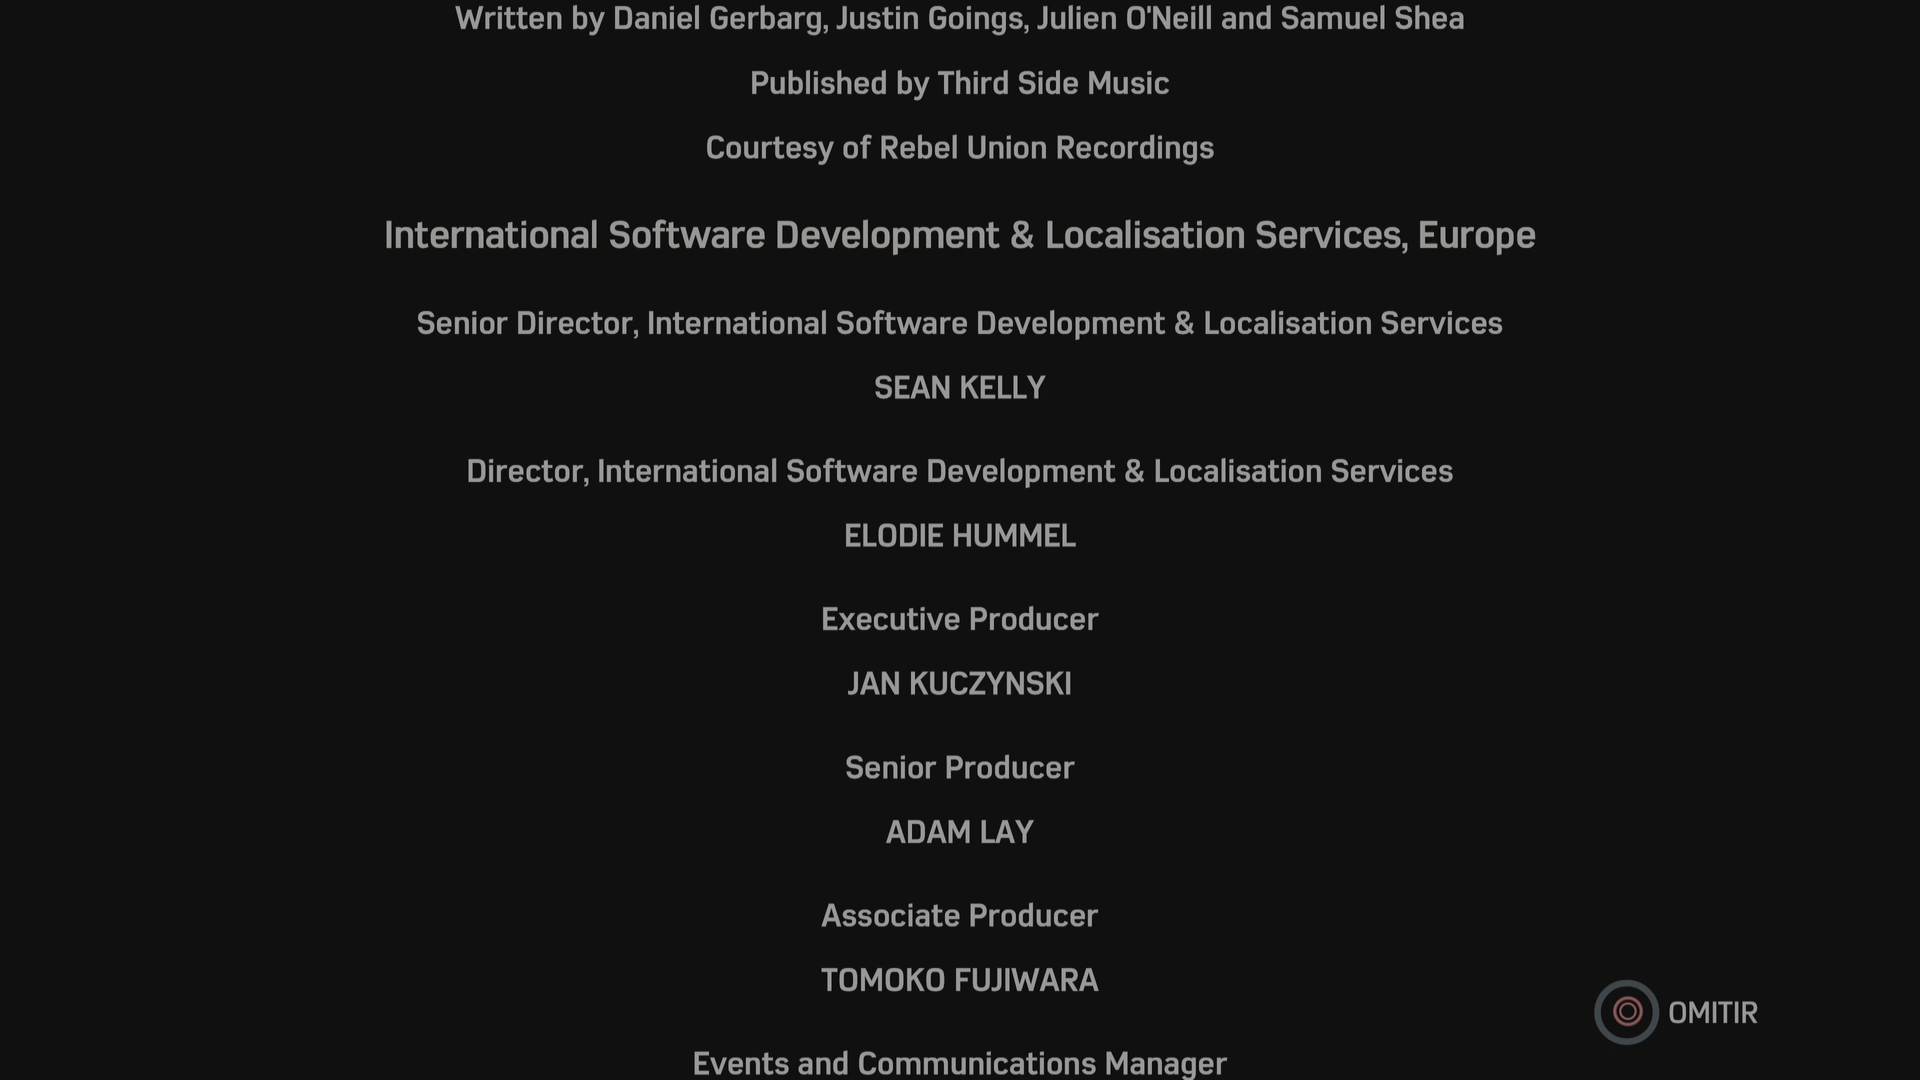 Written by Daniel Gerbarg, Justin Goings, Julien O'Neill and Samuel Shea
Published by Third Side Music
Courtesy of Rebel Union Recordings
International Software Development & Localisation Services, Europe
Senior Director, International Software Development & Localisation Services
SEAN KELLY
Director, International Software Development & Localisation Services
ELODIE HUMMEL
Executive Producer
JAN KUCZYNSKI
Senior Producer
ADAM LAY
Associate Producer
TOMOKO FUJIWARA
OMITIR
Events and Communications Manager